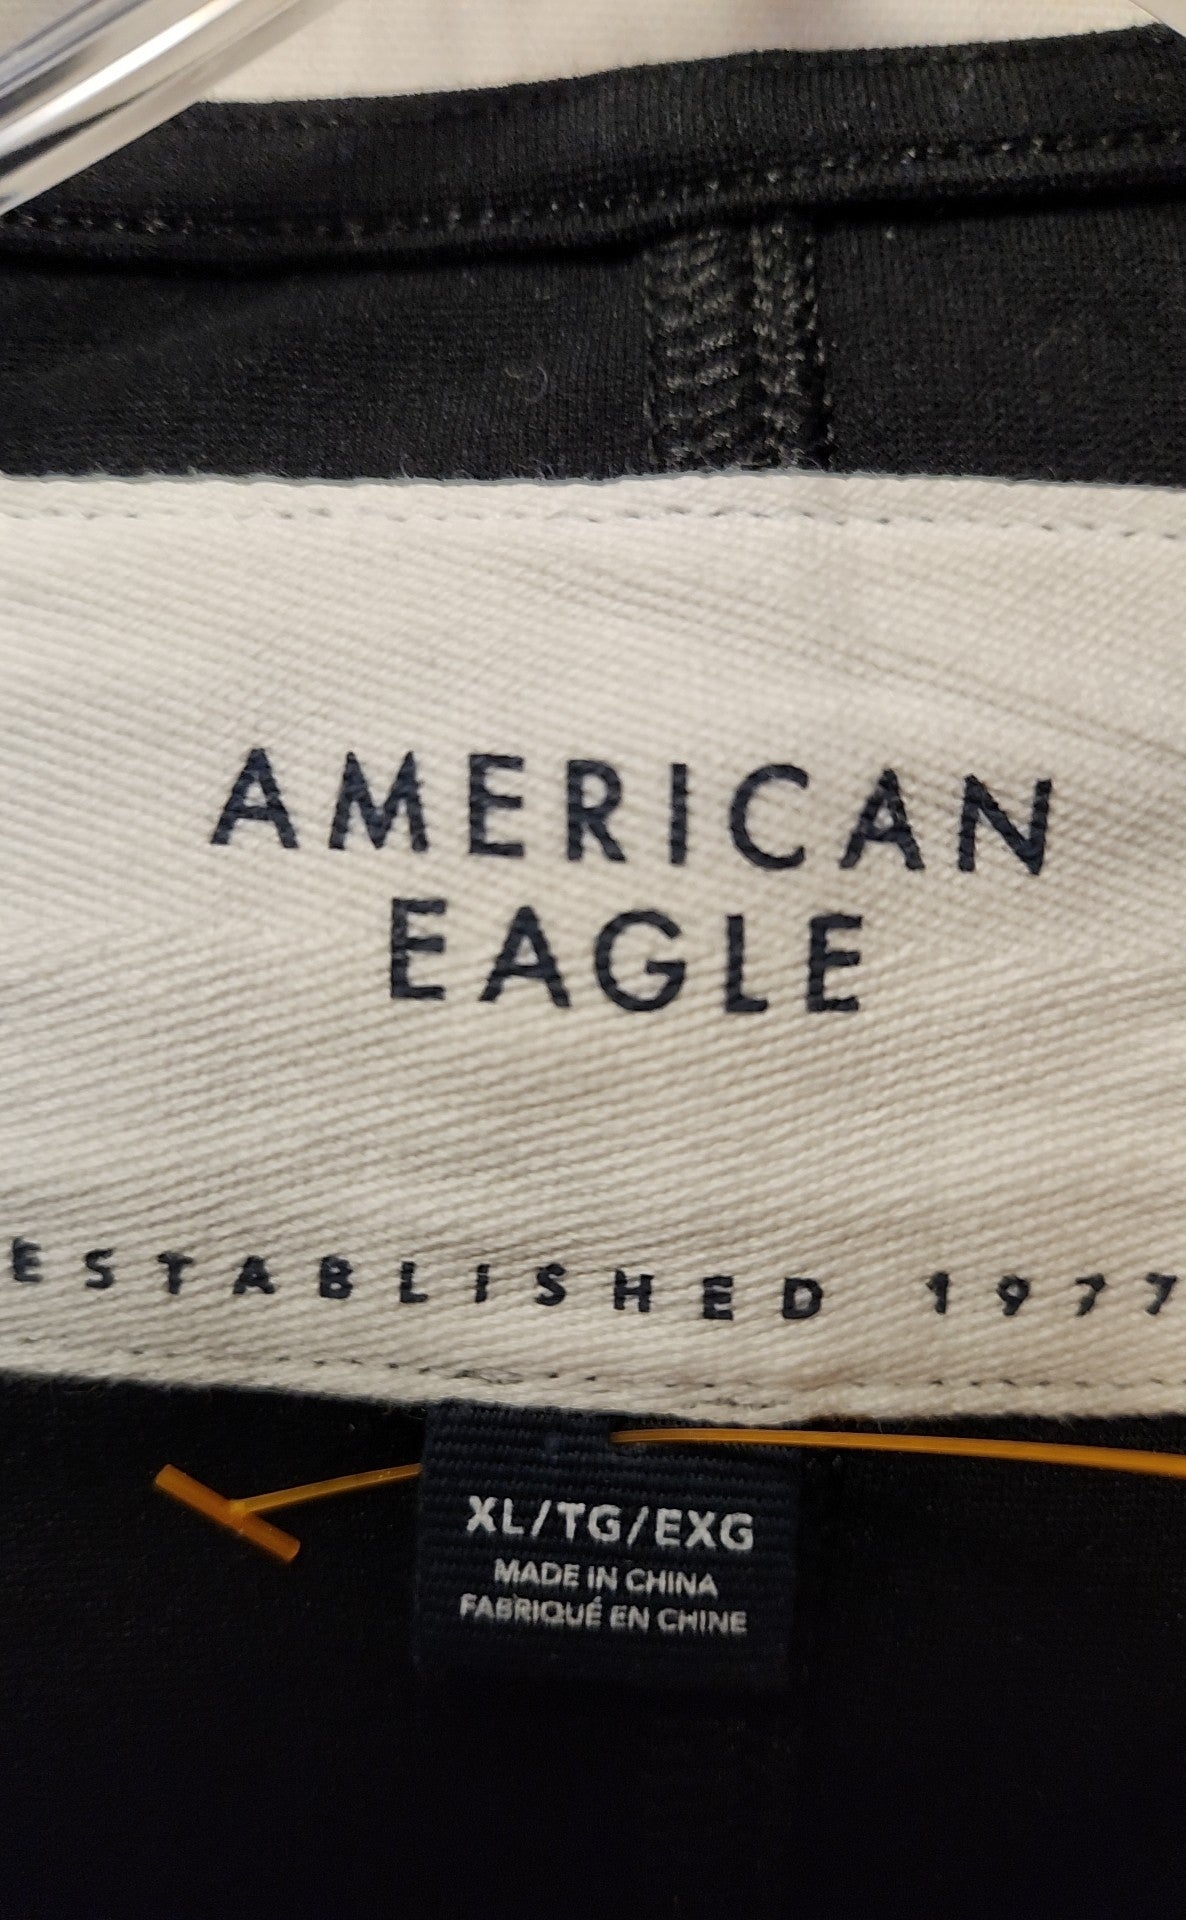 AMERICAN
EAGLE
ESTABLISHED 1977
XL/TG/EXG
MADE IN CHINA
FABRIQUÉ EN CHINE